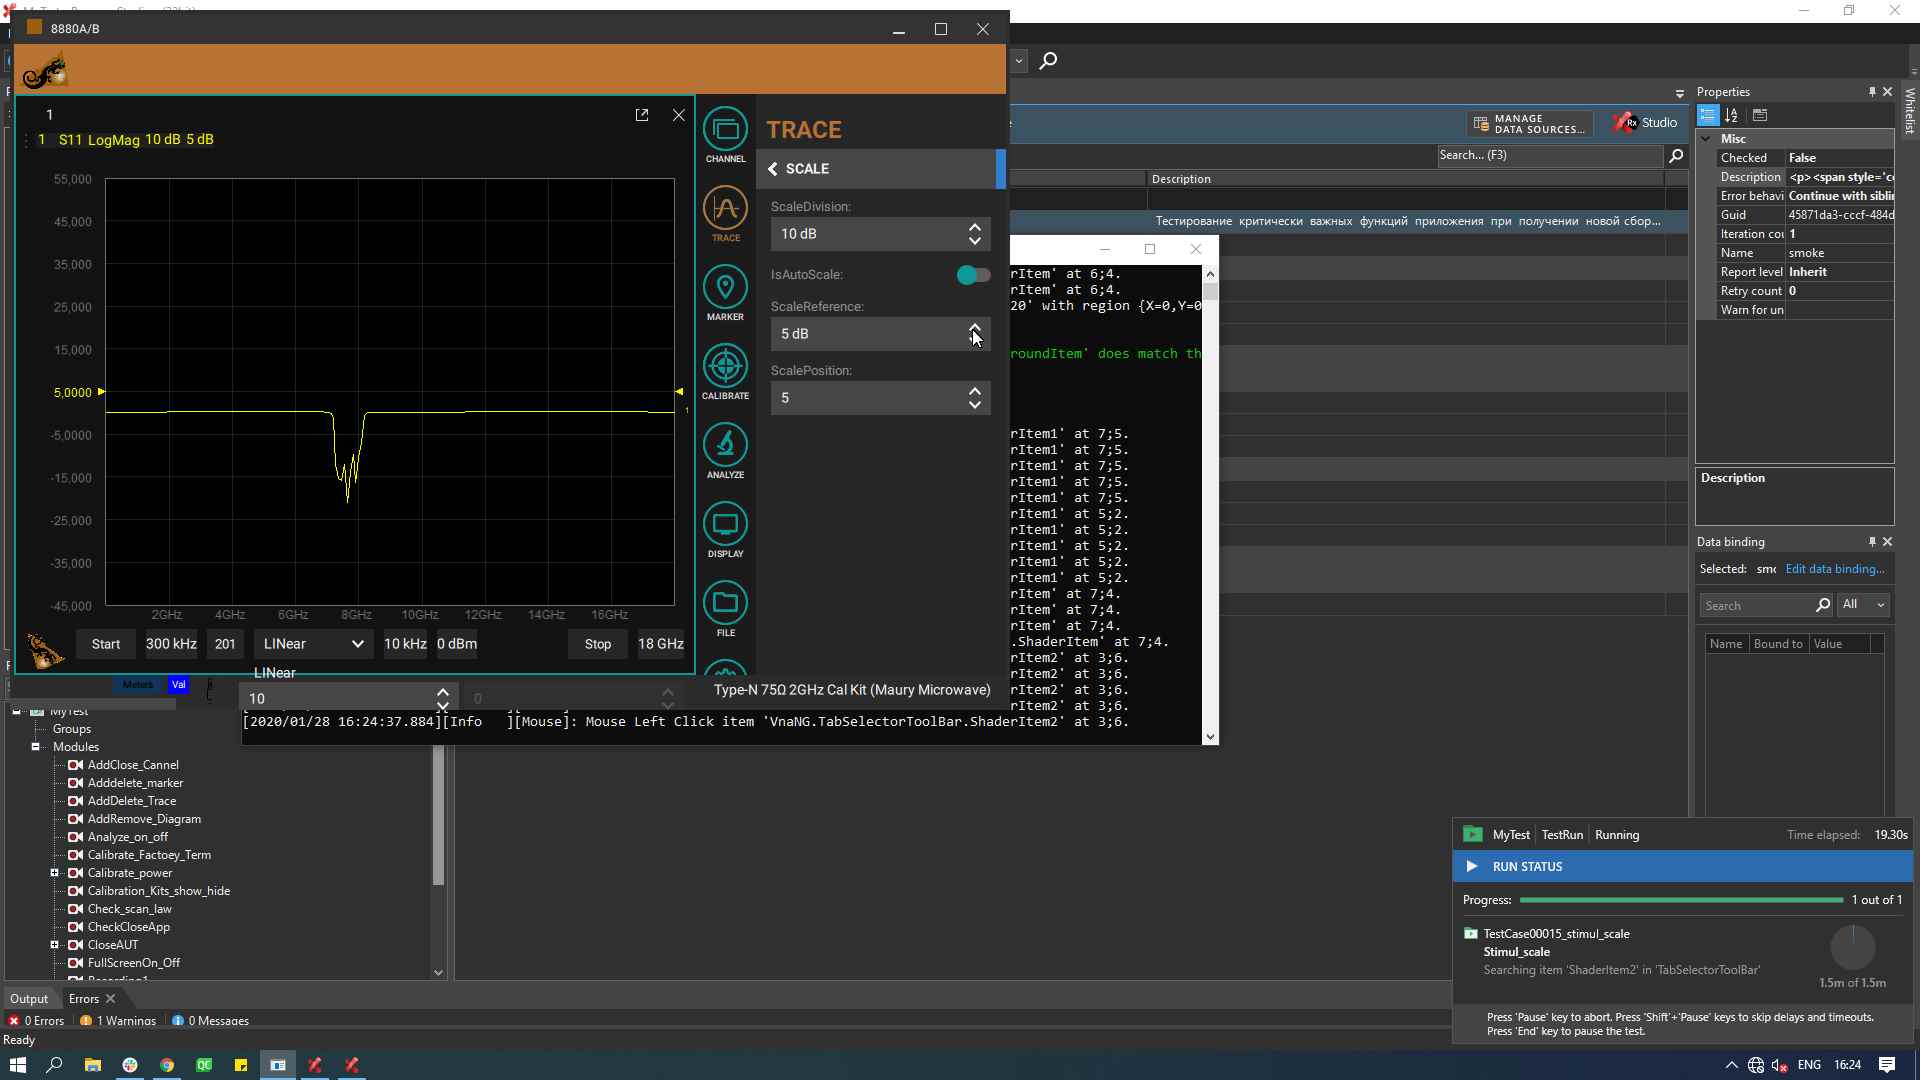 8880A/B
1
1 S11 LogMag 10 dB 5 dB
55,000
45,000
35,000
25,000
15,000
5,0000
-5,0000
-15,000
-25,000
-35,000
-45,000
1
2GHz 4GHz 6GHz 8GHz 10GHz 12GHz 14GHz 16GHz
Start 300 kHz 201 LINear 10 kHz 0 dBm Stop 18 GHz
LINear
Meters Val
10
0
Type-N 75Ω 2GHz Cal Kit (Maury Microwave)
CHANNEL
TRACE
MARKER
CALIBRATE
ANALYZE
DISPLAY
FILE
TRACE
SCALE
ScaleDivision:
10 dB
IsAutoScale:
ScaleReference:
5 dB
ScalePosition:
5
MANAGE
DATA SOURCES...
Rx Studio
Search... (F3)
Description
Тестирование критически важных функций приложения при получении новой сбор...
rItem' at 6;4.
rItem' at 6;4.
20' with region {X=0,Y=0
roundItem' does match th
rItem1' at 7;5.
rItem1' at 7;5.
rItem1' at 7;5.
rItem1' at 7;5.
rItem1' at 7;5.
rItem1' at 5;2.
rItem1' at 5;2.
rItem1' at 5;2.
rItem1' at 5;2.
rItem1' at 5;2.
rItem' at 7;4.
rItem' at 7;4.
rItem' at 7;4.
.ShaderItem' at 7;4.
rItem2' at 3;6.
rItem2' at 3;6.
rItem2' at 3;6.
rItem2' at 3;6.
[2020/01/28 16:24:37.884][Info   ][Mouse]: Mouse Left Click item 'VnaNG.TabSelectorToolBar.ShaderItem2' at 3;6.
Properties
Whitelist
Misc
Checked False
Description <p><span style='c
Error behavi Continue with siblin
Guid 45871da3-cccf-484d
Iteration cou 1
Name smoke
Report level Inherit
Retry count 0
Warn for un
Description
Data binding
Selected: smc Edit data binding...
Search All
Name Bound to Value
MyTest
Groups
Modules
AddClose_Cannel
Adddelete_marker
AddDelete_Trace
AddRemove_Diagram
Analyze_on_off
Calibrate_Factoey_Term
Calibrate_power
Calibration_Kits_show_hide
Check_scan_law
CheckCloseApp
CloseAUT
FullScreenOn_Off
Recording1
Output Errors
0 Errors 1 Warnings 0 Messages
Ready
MyTest TestRun Running Time elapsed: 19.30s
RUN STATUS
Progress: 1 out of 1
TestCase00015_stimul_scale
Stimul_scale
Searching item 'ShaderItem2' in 'TabSelectorToolBar'
1.5m of 1.5m
Press 'Pause' key to abort. Press 'Shift'+'Pause' keys to skip delays and timeouts.
Press 'End' key to pause the test.
QC
ENG 16:24